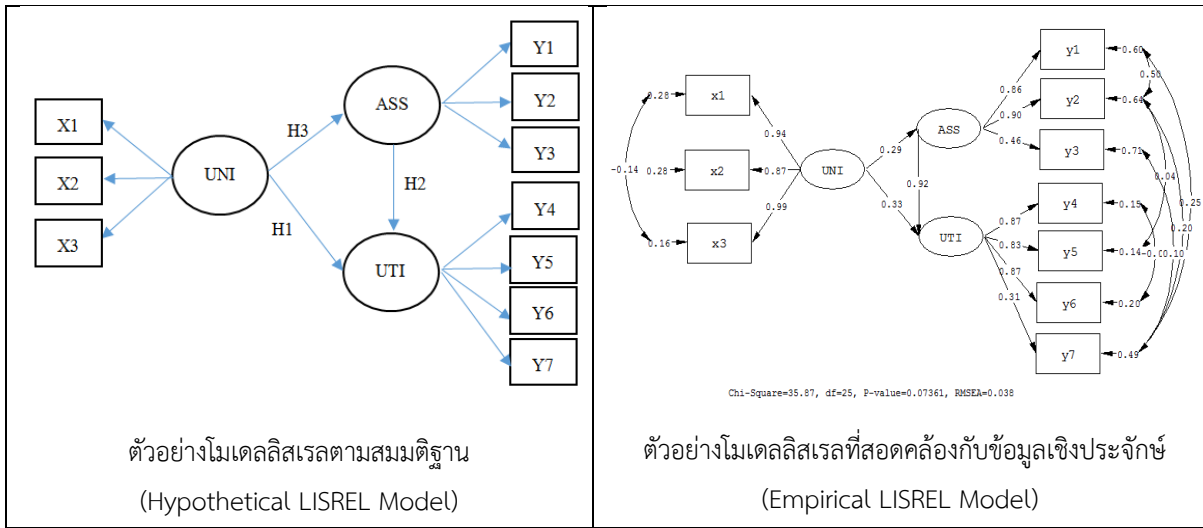 X1
X2
X3
UNI
H3
H1
ASS
H2
UTI
Y1
Y2
Y3
Y4
Y5
Y6
Y7
ตัวอย่างโมเดลลิสเรลตามสมมติฐาน
(Hypothetical LISREL Model)
0.28
x1
-0.14
0.28
x2
0.16
x3
0.94
0.87
0.99
UNI
0.29
0.33
ASS
0.92
UTI
0.86
0.90
0.46
0.87
0.83
0.87
0.31
y1
0.60
0.50
y2
0.64
y3
0.71
0.04
0.25
y4
0.15
0.20
y5
0.14
0.10
y6
0.20
y7
0.49
Chi-Square=35.87, df=25, P-value=0.07361, RMSEA=0.038
ตัวอย่างโมเดลลิสเรลที่สอดคล้องกับข้อมูลเชิงประจักษ์
(Empirical LISREL Model)